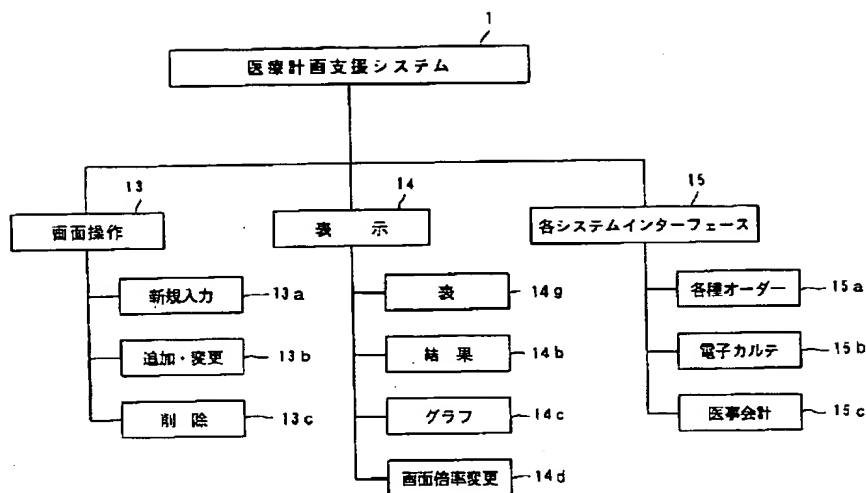 1
医療計画支援システム
13
14
15
画面操作
表 示
各システムインターフェース
新規入力 13a
表 14g
各種オーダー 15a
追加・変更 13b
結 果 14b
電子カルテ 15b
削 除 13c
グラフ 14c
医事会計 15c
画面倍率変更 14d